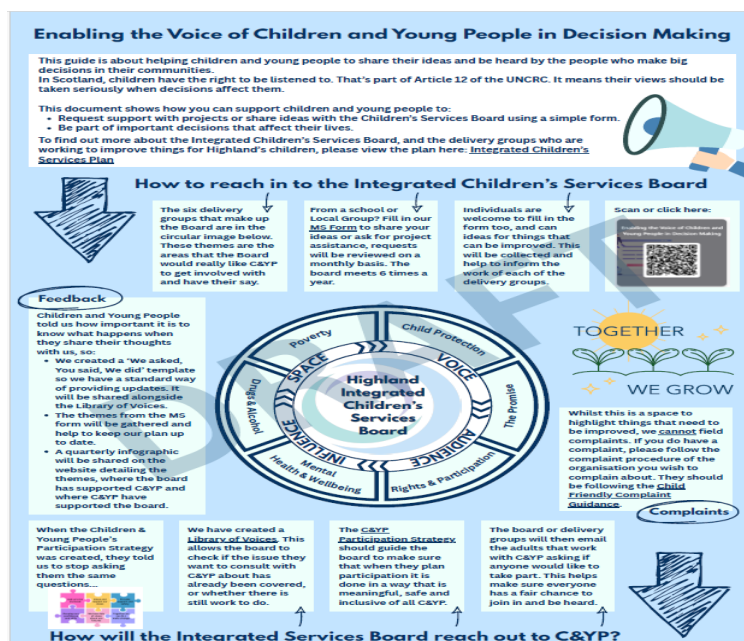 Enabling the Voice of Children and Young People in Decision Making
This guide is about helping children and young people to share their ideas and be heard by the people who make big
decisions in their communities.
In Scotland, children have the right to be listened to. That's part of Article 12 of the UNCRC. It means their views should be
taken seriously when decisions affect them.
This document shows how you can support children and young people to:
• Request support with projects or share ideas with the Children's Services Board using a simple form.
• Be part of important decisions that affect their lives.
To find out more about the Integrated Children's Services Board, and the delivery groups who are
working to improve things for Highland's children, please view the plan here: Integrated Children's
Services Plan
How to reach in to the Integrated Children's Services Board
The six delivery
groups that make up
the Board are in the
circular image below.
These themes are the
areas that the Board
would really like C&YP
to get involved with
and have their say.
From a school or
Local Group? Fill in our
MS Form to share your
ideas or ask for project
assistance, requests
will be reviewed on a
monthly basis. The
board meets 6 times a
year.
Individuals are
welcome to fill in the
form too, and can
ideas for things that
can be improved. This
will be collected and
help to inform the
work of each of the
delivery groups.
Scan or click here:
Enabling the Voice of Children and
Young People in Decision Making
Feedback
Children and Young People
told us how important it is to
know what happens when
they share their thoughts
with us, so:
• We created a 'We asked,
You said, We did' template
so we have a standard way
of providing updates. It
will be shared alongside
the Library of Voices.
• The themes from the MS
form will be gathered and
help to keep our plan up
to date.
• A quarterly infographic
will be shared on the
website detailing the
themes, where the board
has supported C&YP and
where C&YP have
supported the board.
Poverty
Child Protection
The Promise
Rights & Participation
Mental
Health & Wellbeing
Drugs & Alcohol
SPACE
VOICE
AUDIENCE
INFLUENCE
Highland
Integrated
Children's
Services
Board
DRAFT
TOGETHER
WE GROW
Whilst this is a space to
highlight things that need to
be improved, we cannot field
complaints. If you do have a
complaint, please follow the
complaint procedure of the
organisation you wish to
complain about. They should
be following the Child
Friendly Complaint
Guidance.
Complaints
When the Children &
Young People's
Participation Strategy
was created, they told
us to stop asking
them the same
questions...
We have created a
Library of Voices. This
allows the board to
check if the issue they
want to consult with
C&YP about has
already been covered,
or whether there is
still work to do.
The C&YP
Participation Strategy
should guide the
board to make sure
that when they plan
participation it is
done in a way that is
meaningful, safe and
inclusive of all C&YP.
The board or delivery
groups will then email
the adults that work
with C&YP asking if
anyone would like to
take part. This helps
make sure everyone
has a fair chance to
join in and be heard.
How will the Integrated Services Board reach out to C&YP?